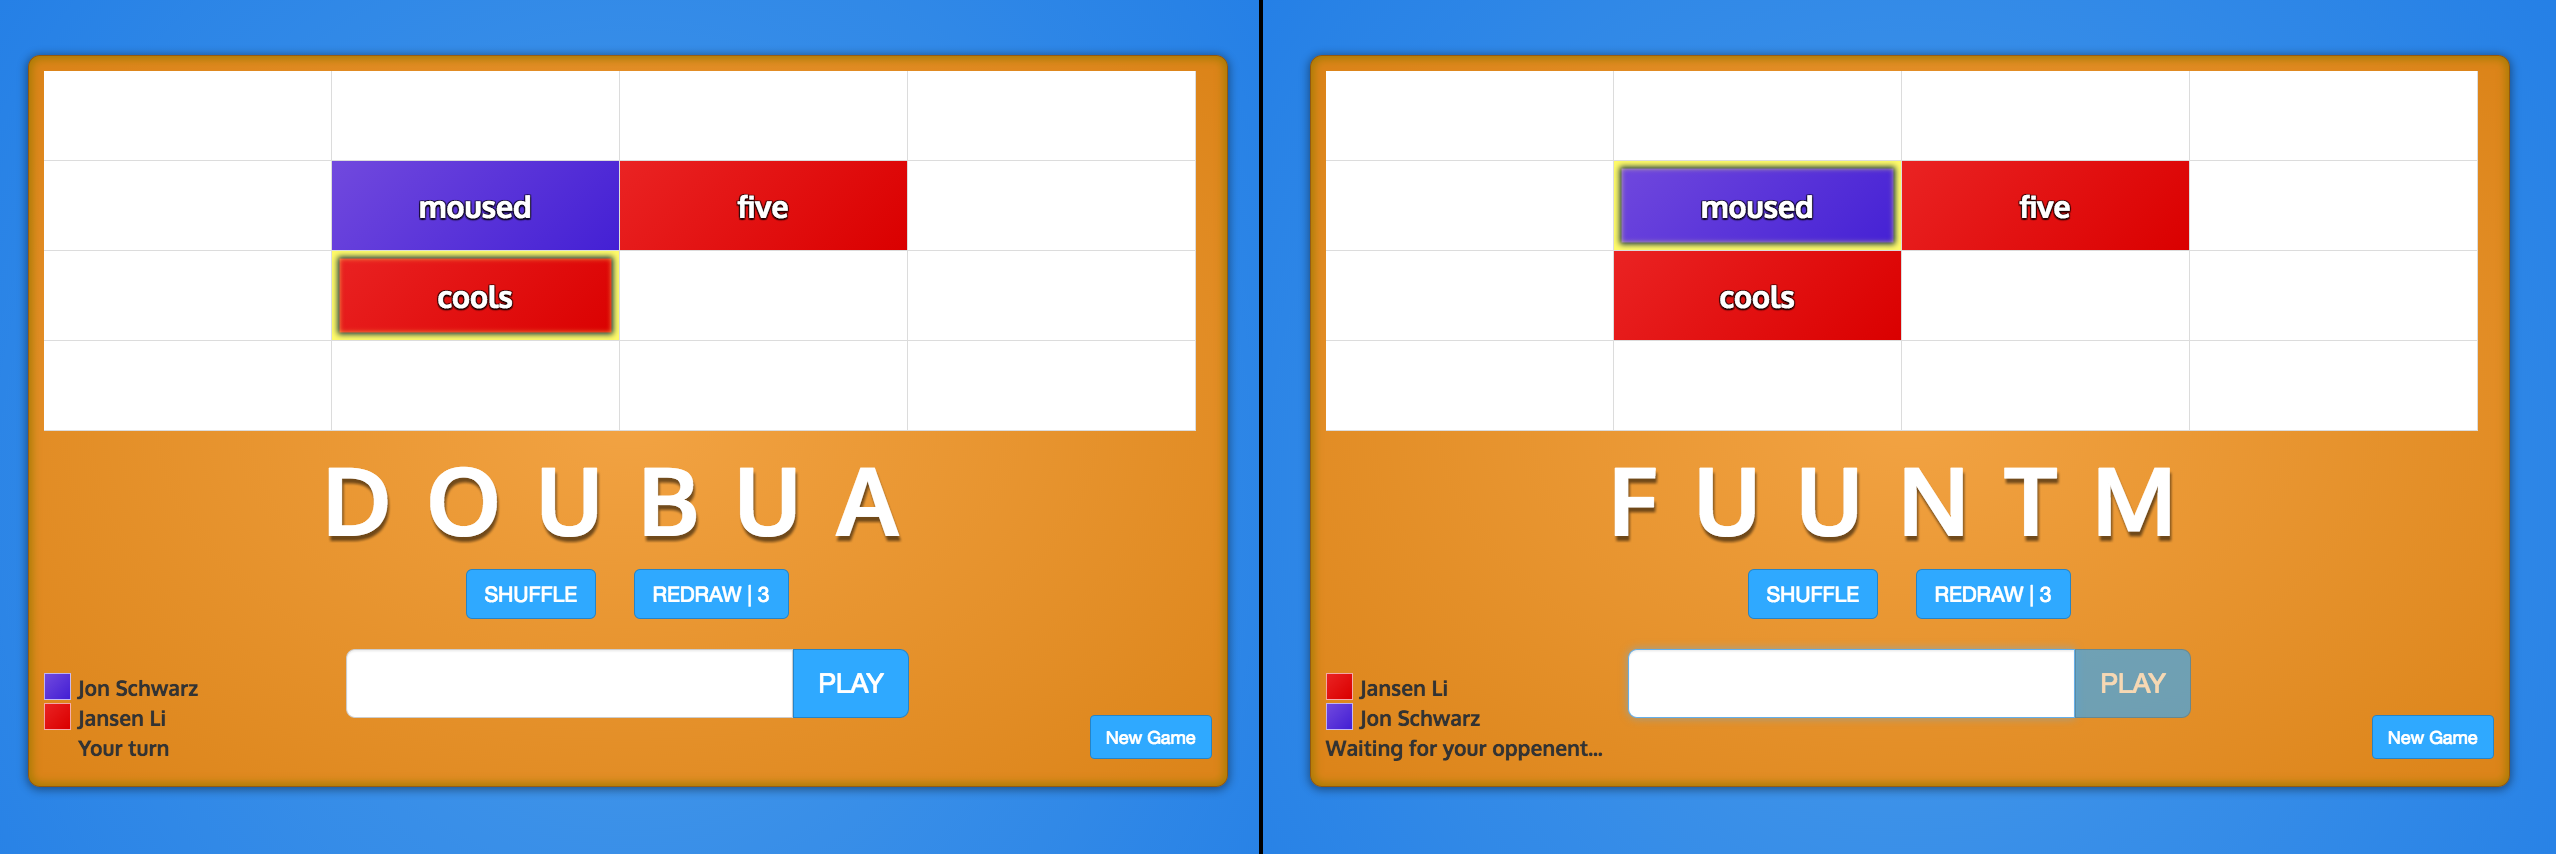 moused five
cools
D O U B U A
SHUFFLE REDRAW | 3
PLAY
Jon Schwarz
Jansen Li
Your turn
New Game
moused five
cools
F U U N T M
SHUFFLE REDRAW | 3
PLAY
Jansen Li
Jon Schwarz
Waiting for your oppenent...
New Game